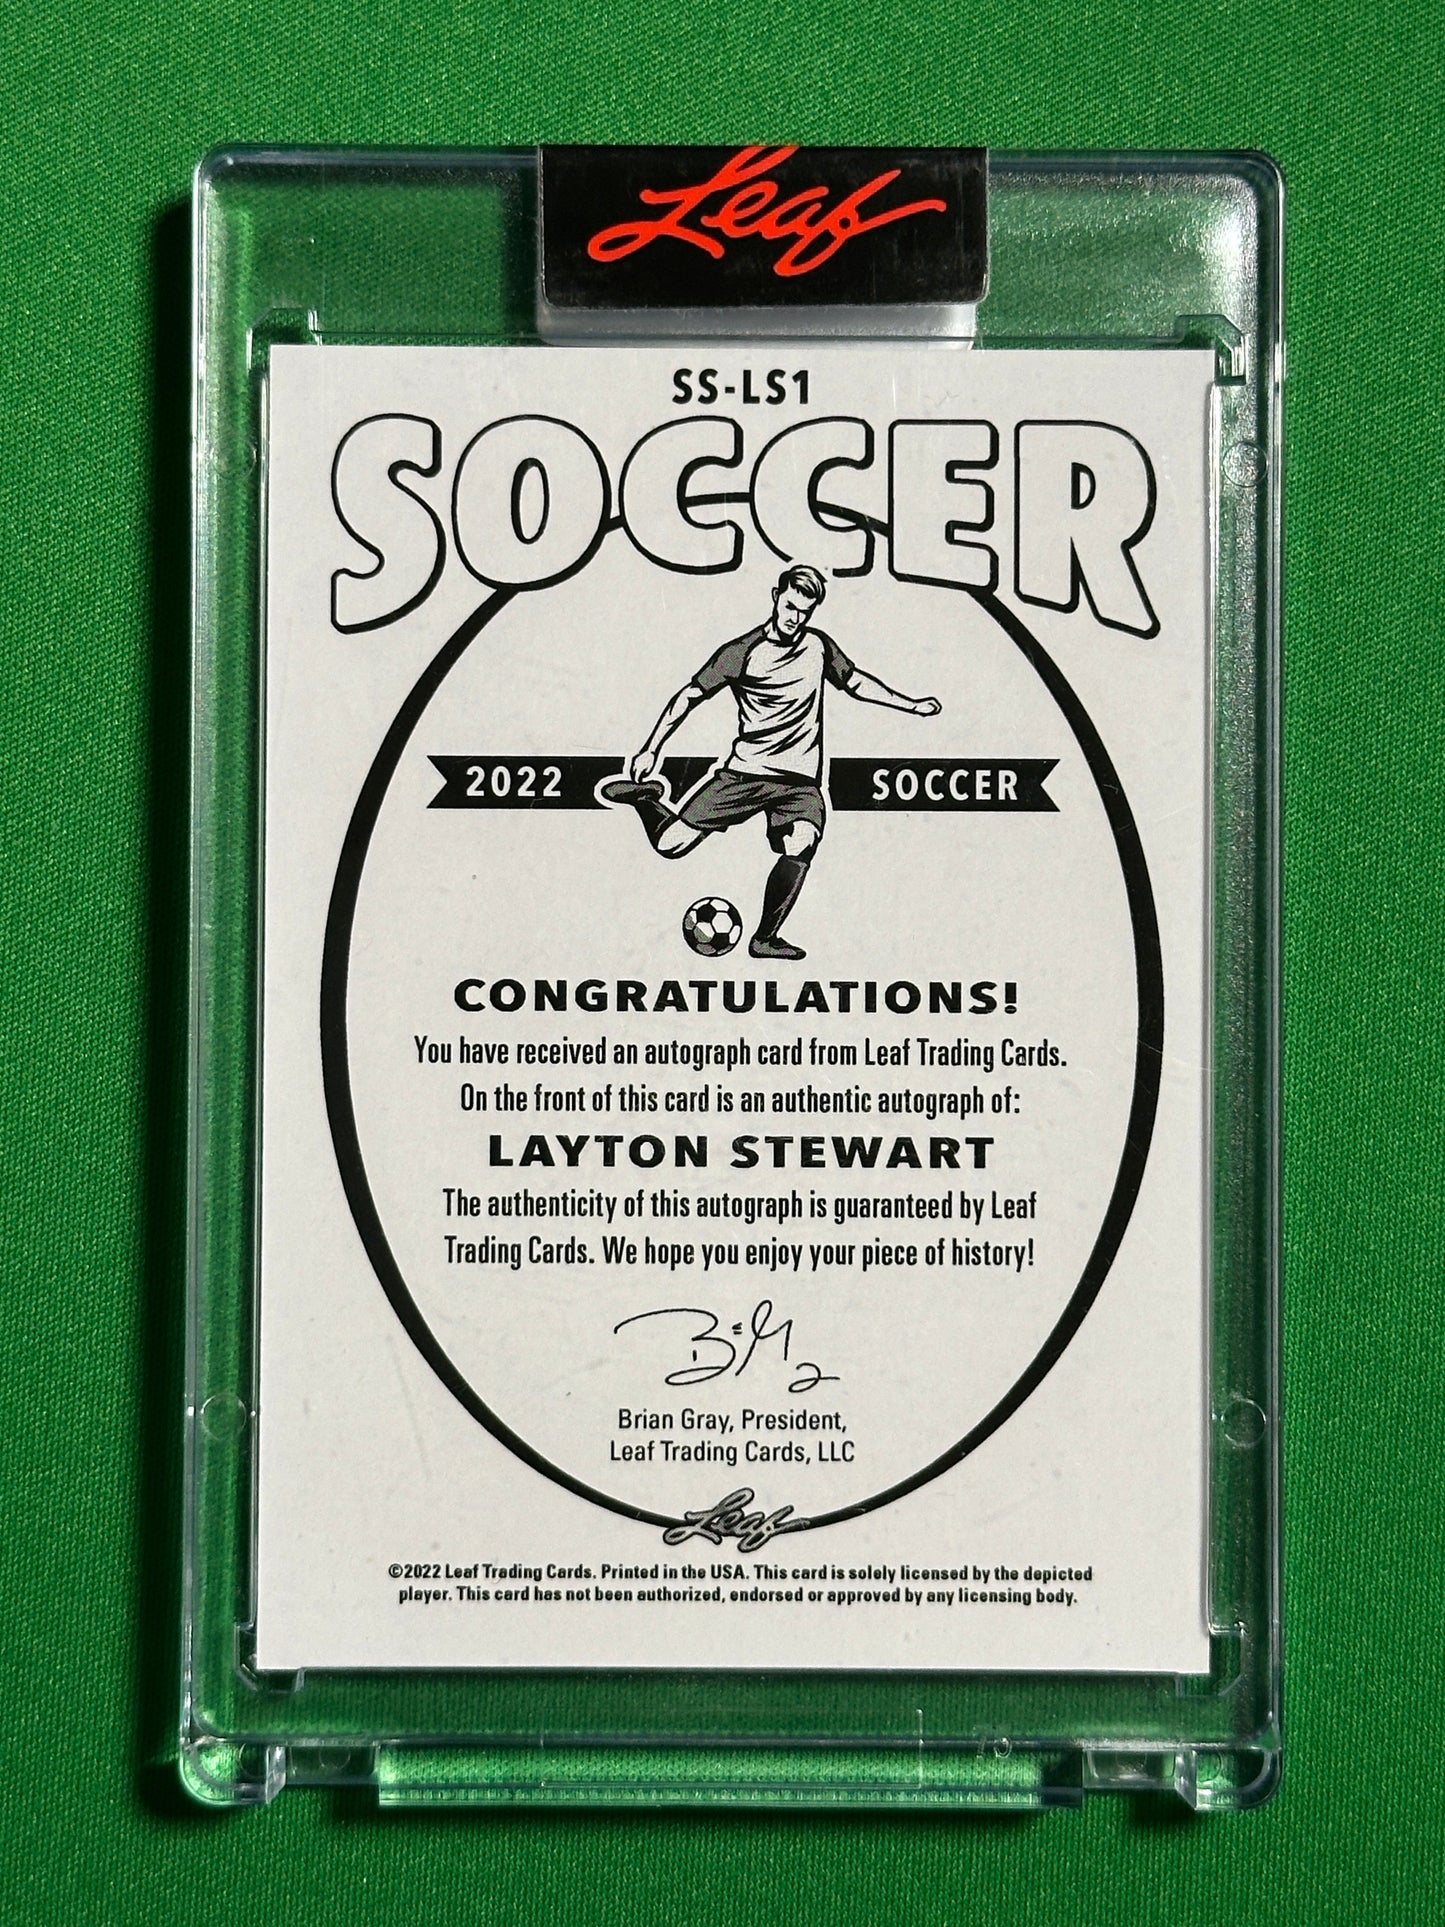 Leaf
SS-LS1
SOCCER
2022 SOCCER
CONGRATULATIONS!
You have received an autograph card from Leaf Trading Cards.
On the front of this card is an authentic autograph of:
LAYTON STEWART
The authenticity of this autograph is guaranteed by Leaf
Trading Cards. We hope you enjoy your piece of history!
Brian Gray, President,
Leaf Trading Cards, LLC
Leaf
©2022 Leaf Trading Cards. Printed in the USA. This card is solely licensed by the depicted
player. This card has not been authorized, endorsed or approved by any licensing body.